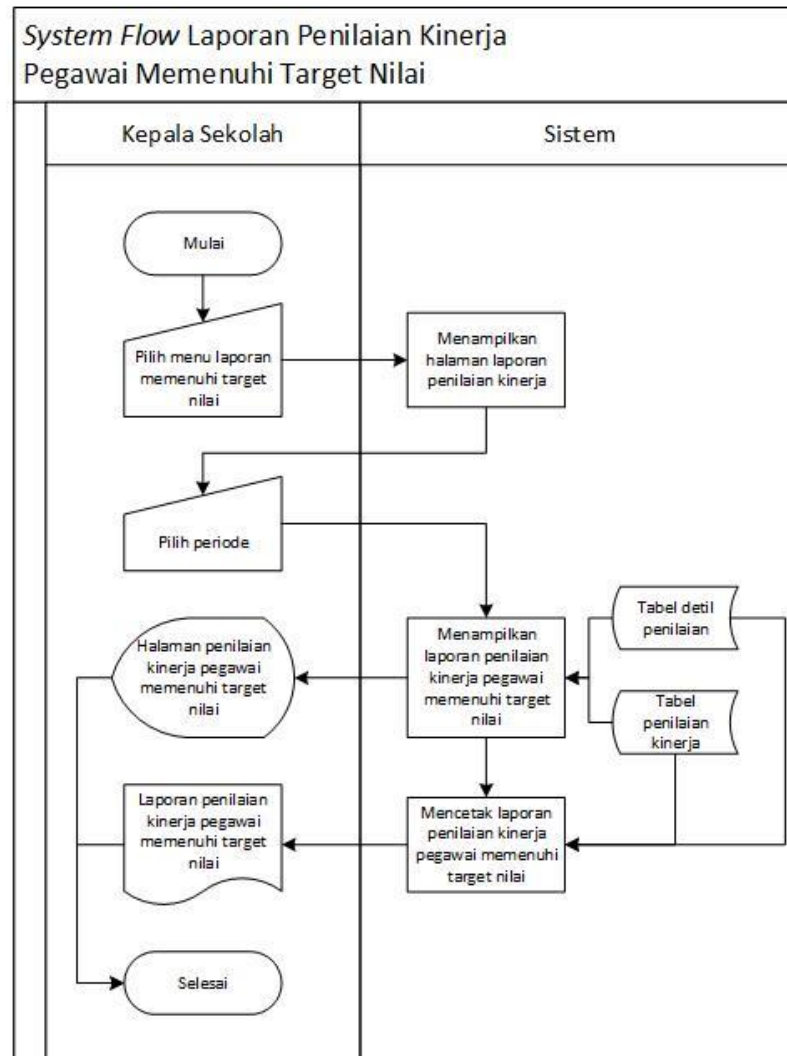 System Flow Laporan Penilaian Kinerja
Pegawai Memenuhi Target Nilai
Kepala Sekolah
Sistem
Mulai
Pilih menu laporan
memenuhi target
nilai
Menampilkan
halaman laporan
penilaian kinerja
Pilih periode
Halaman penilaian
kinerja pegawai
memenuhi target
nilai
Menampilkan
laporan penilaian
kinerja pegawai
memenuhi target
nilai
Tabel detil
penilaian
Tabel
penilaian
kinerja
Laporan penilaian
kinerja pegawai
memenuhi target
nilai
Mencetak laporan
penilaian kinerja
pegawai memenuhi
target nilai
Selesai